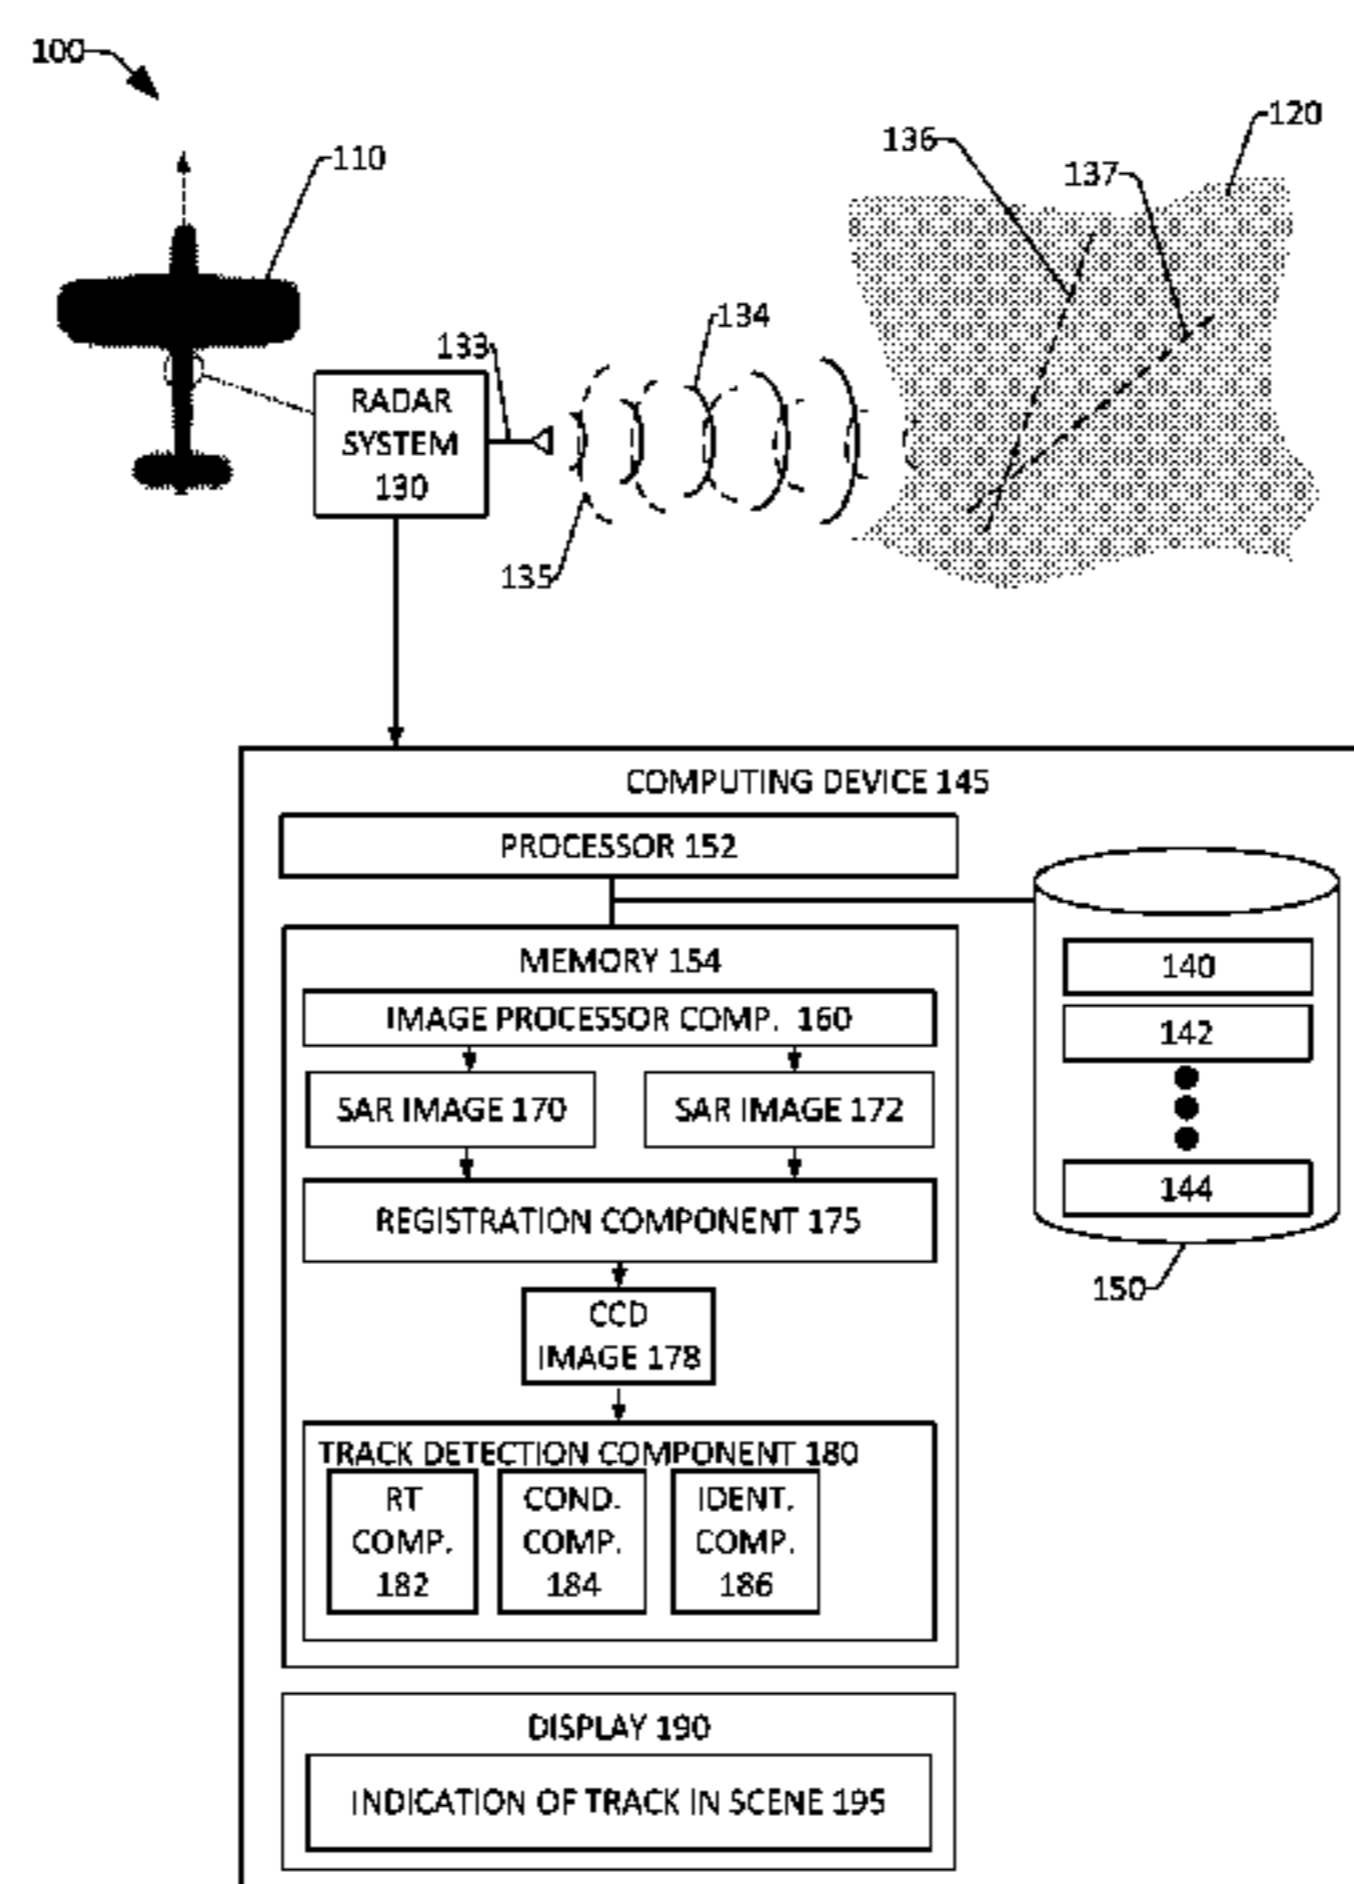 100
110
120
136
137
134
133
RADAR
SYSTEM
130
135
COMPUTING DEVICE 145
PROCESSOR 152
MEMORY 154
IMAGE PROCESSOR COMP. 160
SAR IMAGE 170
SAR IMAGE 172
REGISTRATION COMPONENT 175
CCD
IMAGE 178
TRACK DETECTION COMPONENT 180
RT
COMP.
182
COND.
COMP.
184
IDENT.
COMP.
186
140
142
144
150
DISPLAY 190
INDICATION OF TRACK IN SCENE 195